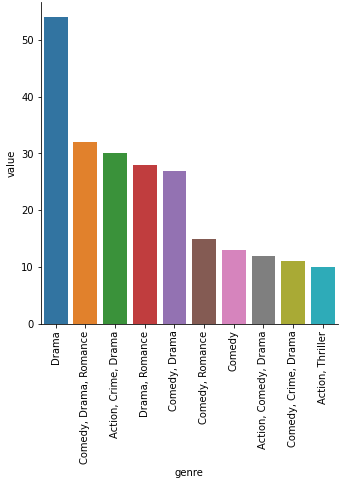 50
40
30
20
10
0
value
Drama
Comedy, Drama, Romance
Action, Crime, Drama
Drama, Romance
Comedy, Drama
Comedy, Romance
Comedy
Action, Comedy, Drama
Comedy, Crime, Drama
Action, Thriller
genre